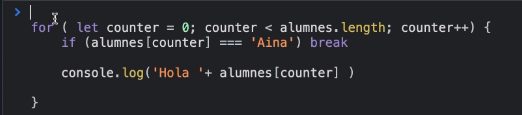 for ( let counter = 0; counter < alumnes.length; counter++) {
if (alumnes[counter] === 'Aina') break
console.log('Hola '+ alumnes[counter] )
}